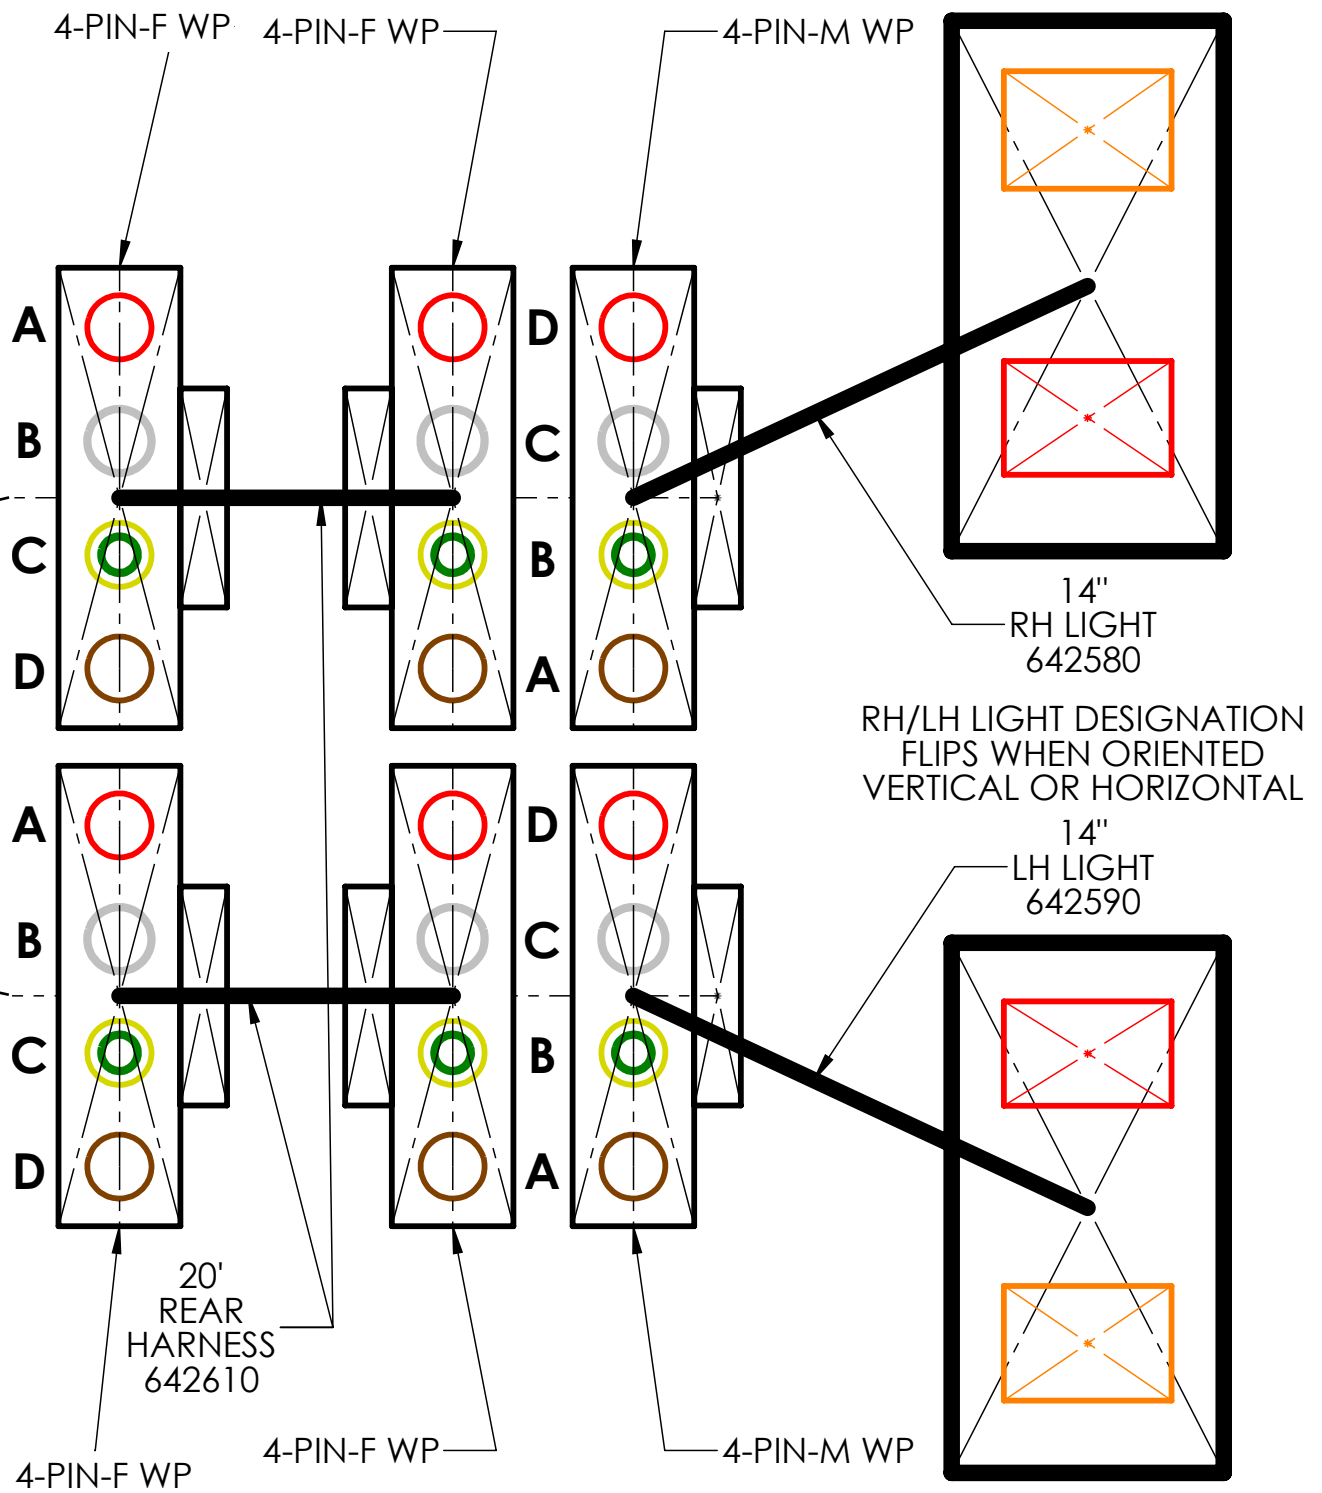 4-PIN-F WP
4-PIN-F WP
4-PIN-M WP
A
B
C
D
D
C
B
A
14"
RH LIGHT
642580
RH/LH LIGHT DESIGNATION
FLIPS WHEN ORIENTED
VERTICAL OR HORIZONTAL
14"
LH LIGHT
642590
A
B
C
D
D
C
B
A
20'
REAR
HARNESS
642610
4-PIN-F WP
4-PIN-F WP
4-PIN-M WP